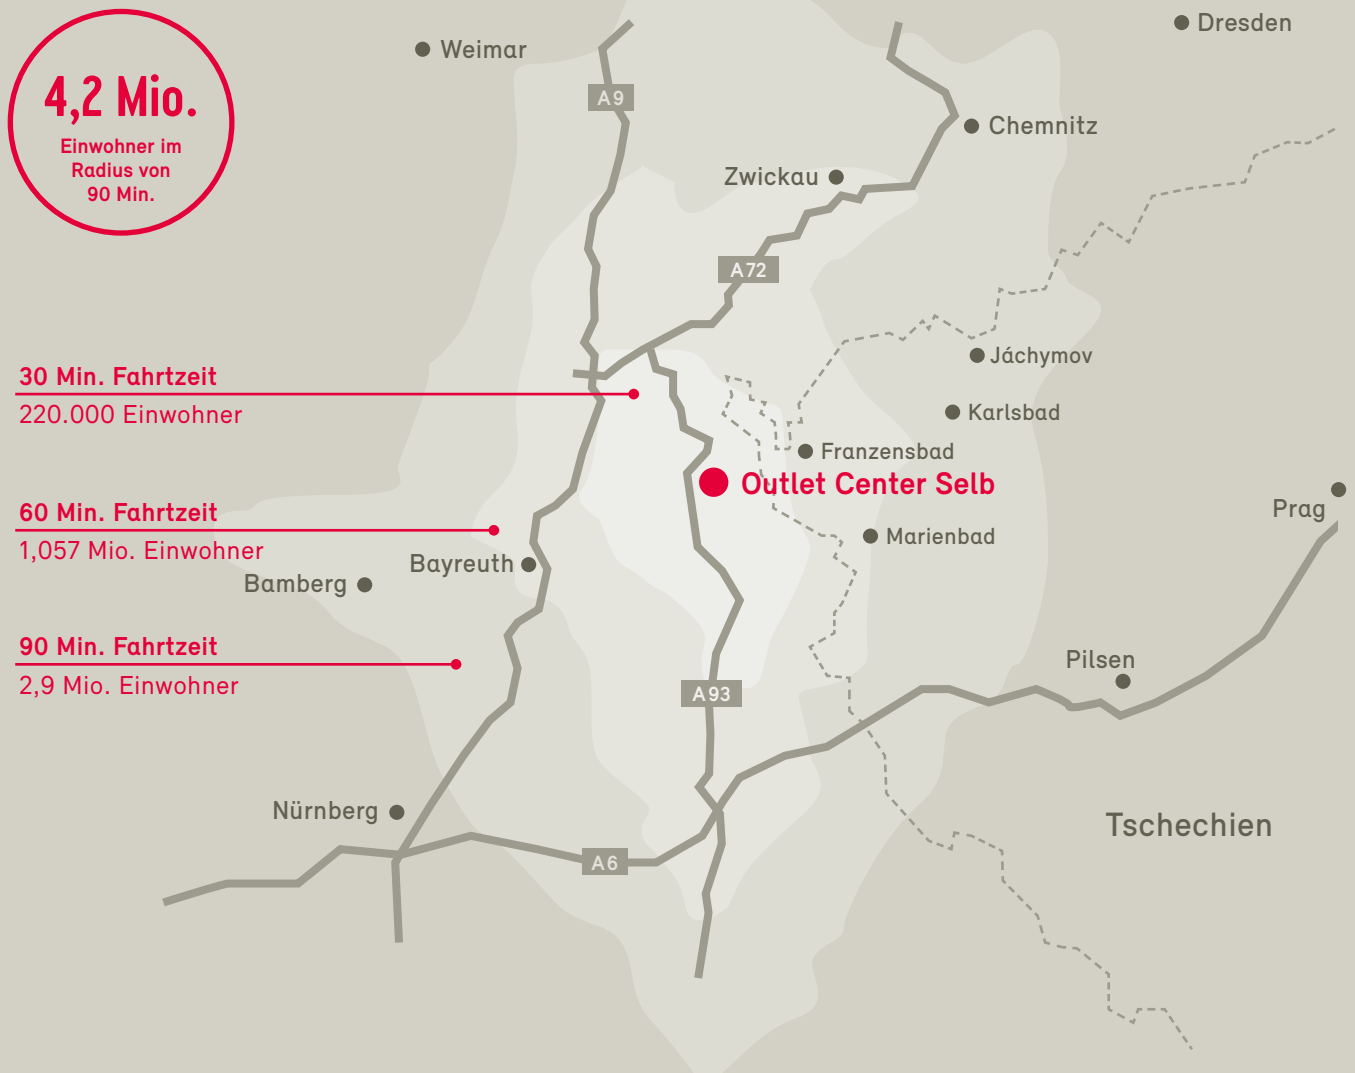 Dresden
Weimar
4,2 Mio.
Einwohner im
Radius von
90 Min.
A9
Chemnitz
Zwickau
A72
Jáchymov
30 Min. Fahrtzeit
220.000 Einwohner
Karlsbad
Franzensbad
Outlet Center Selb
60 Min. Fahrtzeit
1,057 Mio. Einwohner
Prag
Marienbad
Bayreuth
Bamberg
90 Min. Fahrtzeit
2,9 Mio. Einwohner
Pilsen
A93
Nürnberg
Tschechien
A6